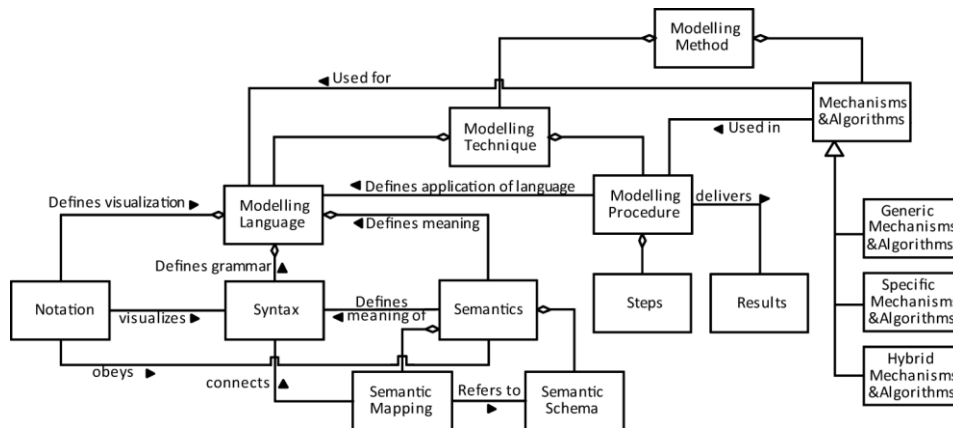 Modelling
Method
◄ Used for
Mechanisms
&Algorithms
Modelling
Technique
◄ Used in
◄ Defines application of language
Modelling
Procedure
delivers ►
Defines visualization ►
Modelling
Language
◄ Defines meaning
Generic
Mechanisms
&Algorithms
Defines grammar ▲
Notation
visualizes ►
Syntax
Defines
◄ meaning of
Semantics
Steps
Results
Specific
Mechanisms
&Algorithms
obeys ►
connects ▲
Semantic
Mapping
Refers to
►
Semantic
Schema
Hybrid
Mechanisms
&Algorithms